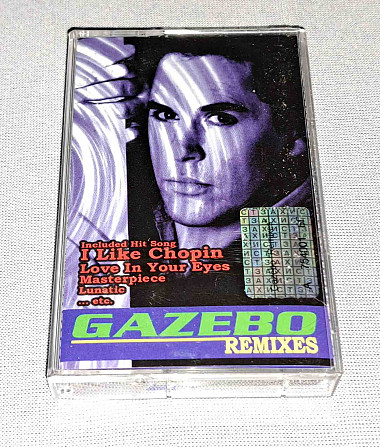 Included Hit Song
I Like Chopin
Love In Your Eyes
Masterpiece
Lunatic
... etc.
GAZEBO
REMIXES